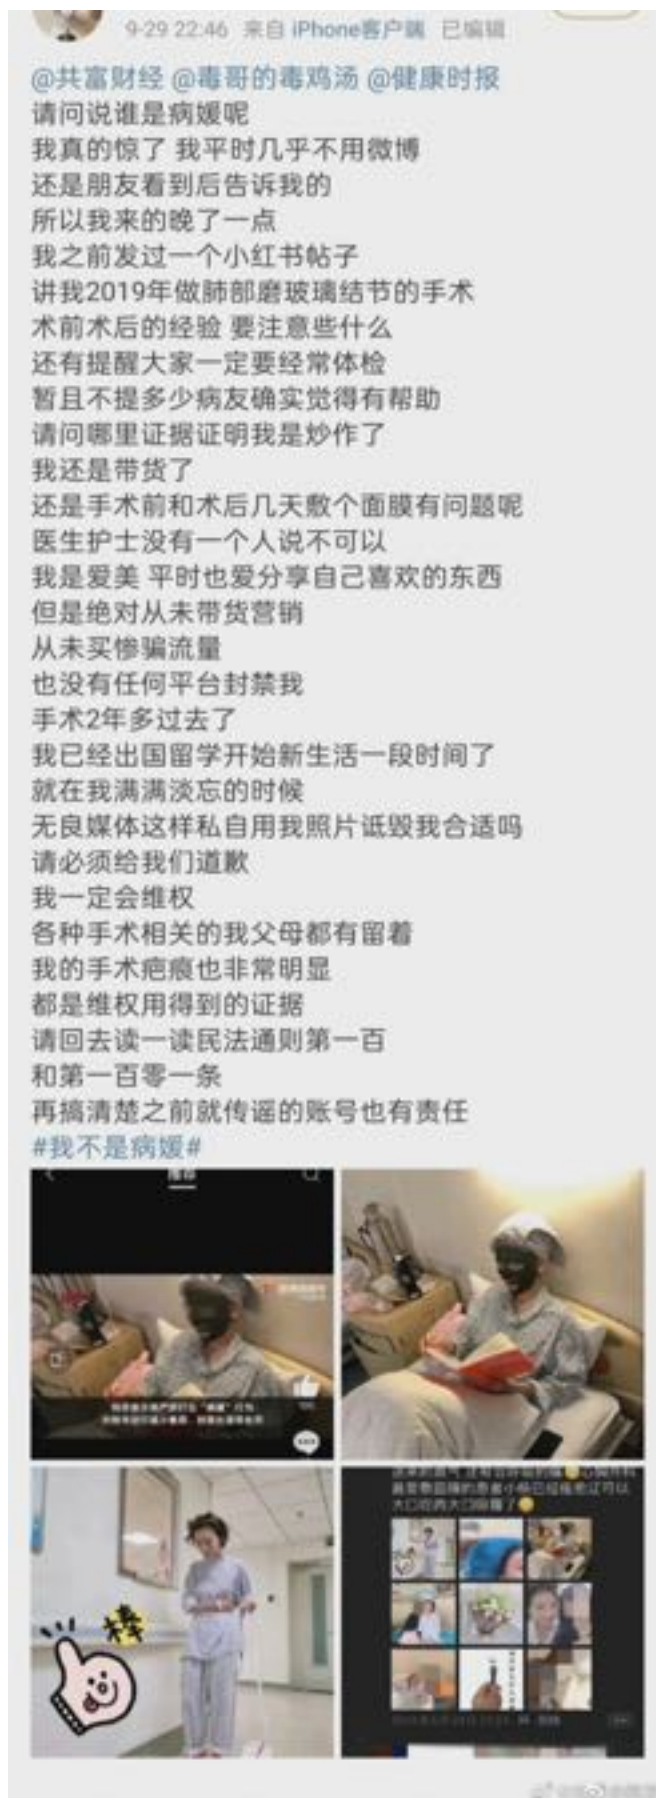 9-29 22:46 来自 iPhone客户端 已编辑
@共富财经 @毒哥的毒鸡汤 @健康时报
请问说谁是病媛呢
我真的惊了 我平时几乎不用微博
还是朋友看到后告诉我的
所以我来的晚了一点
我之前发过一个小红书帖子
讲我2019年做肺部磨玻璃结节的手术
术前术后的经验 要注意些什么
还有提醒大家一定要经常体检
暂且不提多少病友确实觉得有帮助
请问哪里证据证明我是炒作了
我还是带货了
还是手术前和术后几天敷个面膜有问题呢
医生护士没有一个人说不可以
我是爱美 平时也爱分享自己喜欢的东西
但是绝对从未带货营销
从未买惨骗流量
也没有任何平台封禁我
手术2年多过去了
我已经出国留学开始新生活一段时间了
就在我满满淡忘的时候
无良媒体这样私自用我照片诋毁我合适吗
请必须给我们道歉
我一定会维权
各种手术相关的我父母都有留着
我的手术疤痕也非常明显
都是维权用得到的证据
请回去读一读民法通则第一百
和第一百零一条
再搞清楚之前就传谣的账号也有责任
#我不是病媛#
推荐
棒
大口吃肉大口